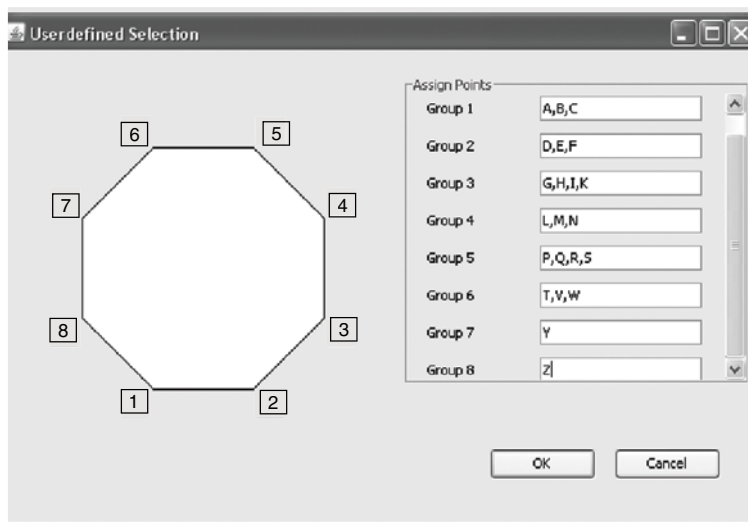 Userdefined Selection
6
5
7
4
8
3
1
2
Assign Points
Group 1 A,B,C
Group 2 D,E,F
Group 3 G,H,I,K
Group 4 L,M,N
Group 5 P,Q,R,S
Group 6 T,V,W
Group 7 Y
Group 8 Z
OK Cancel